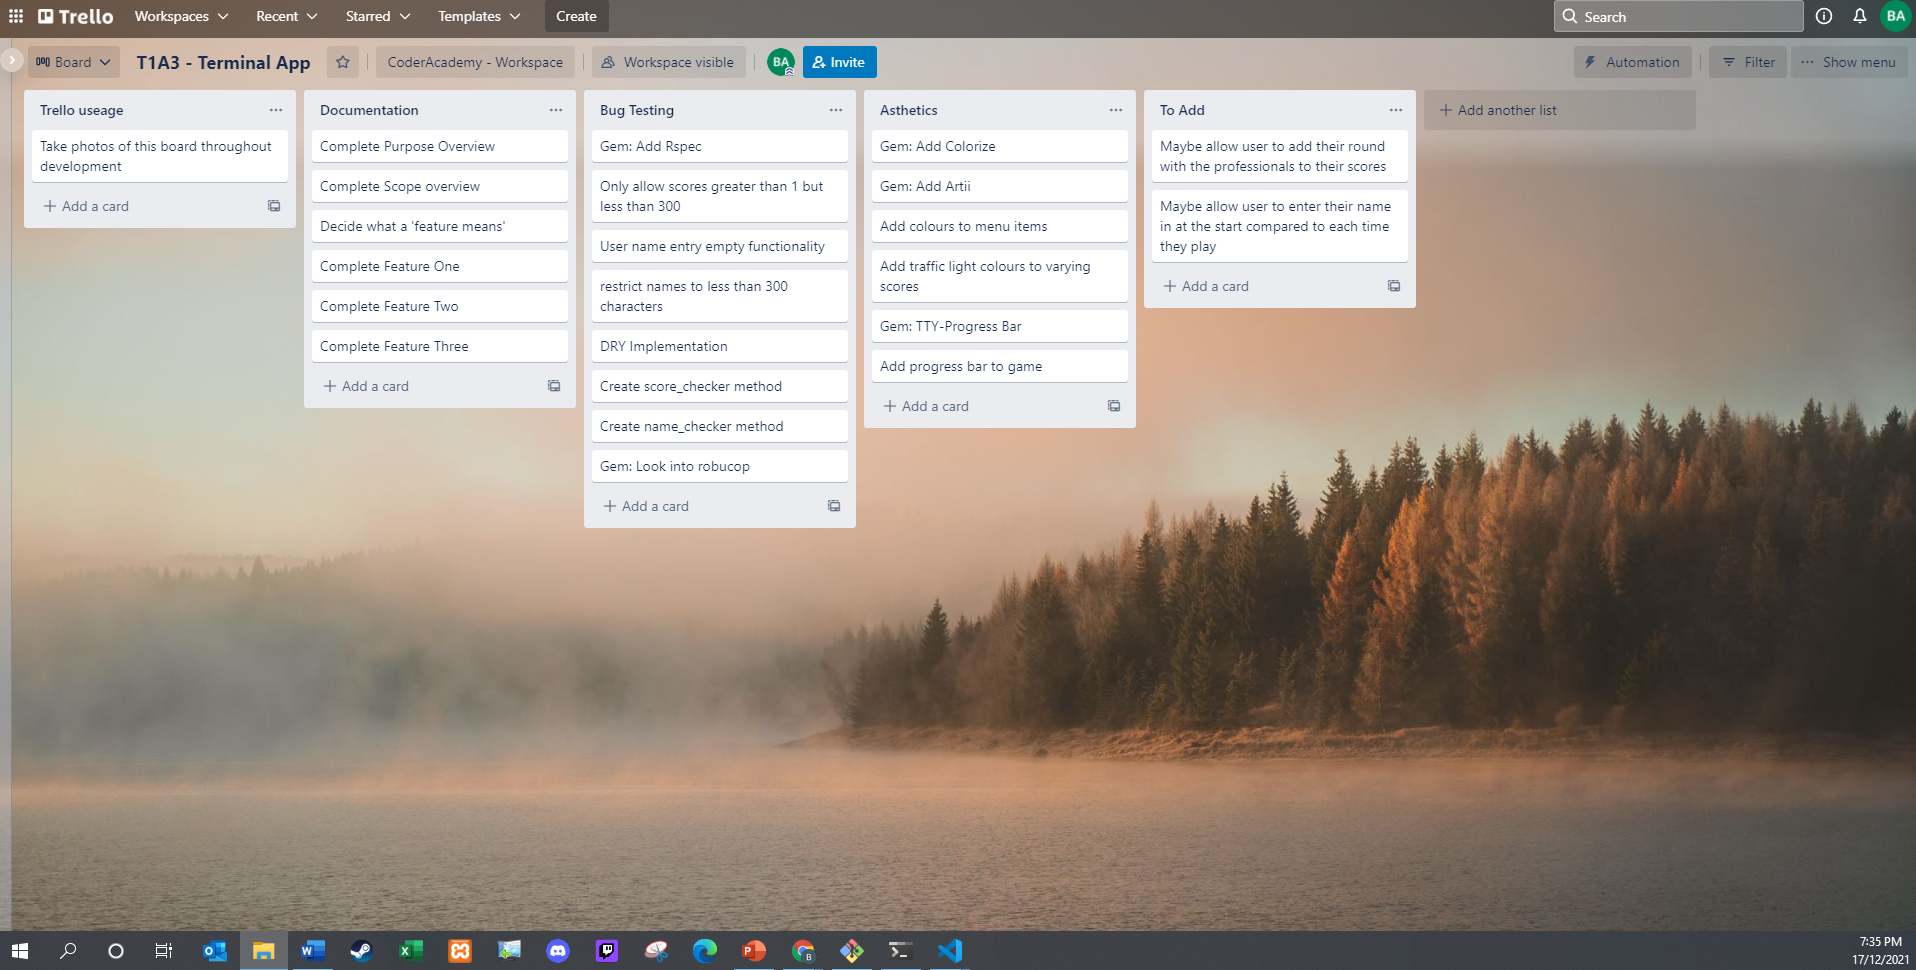 Trello
Workspaces
Recent
Starred
Templates
Create
Search
BA
Board
T1A3 - Terminal App
CoderAcademy - Workspace
Workspace visible
BA
Invite
Automation
Filter
Show menu
Trello useage
Take photos of this board throughout
development
Add a card
Documentation
Complete Purpose Overview
Complete Scope overview
Decide what a 'feature means'
Complete Feature One
Complete Feature Two
Complete Feature Three
Add a card
Bug Testing
Gem: Add Rspec
Only allow scores greater than 1 but
less than 300
User name entry empty functionality
restrict names to less than 300
characters
DRY Implementation
Create score_checker method
Create name_checker method
Gem: Look into robucop
Add a card
Asthetics
Gem: Add Colorize
Gem: Add Artii
Add colours to menu items
Add traffic light colours to varying
scores
Gem: TTY-Progress Bar
Add progress bar to game
Add a card
To Add
Maybe allow user to add their round
with the professionals to their scores
Maybe allow user to enter their name
in at the start compared to each time
they play
Add a card
Add another list
7:35 PM
17/12/2021